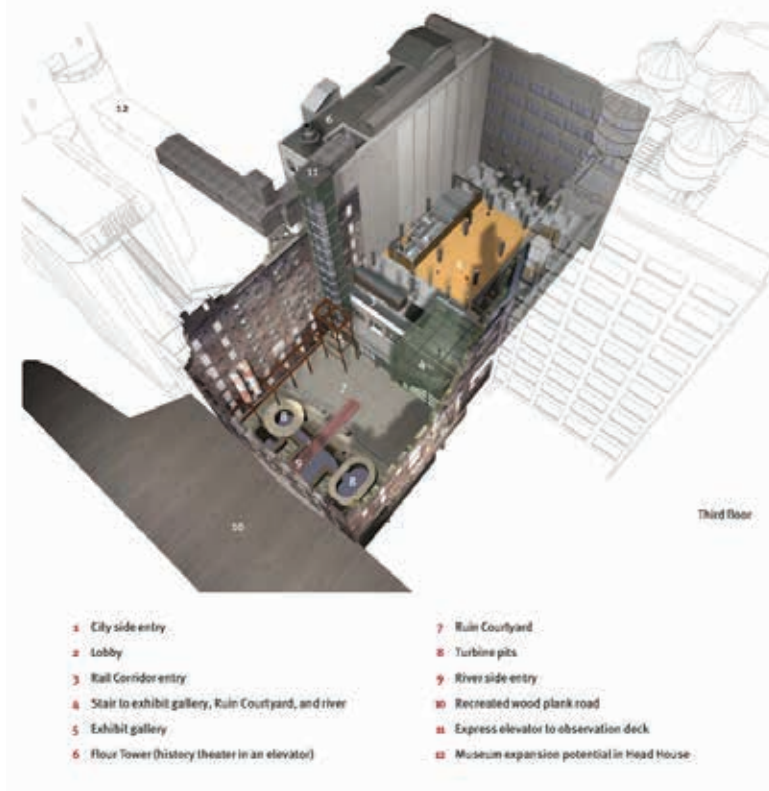 12
6
11
5
4
7
8
9
8
10
Third floor
1 City side entry
2 Lobby
3 Rail Corridor entry
4 Stair to exhibit gallery, Ruin Courtyard, and river
5 Exhibit gallery
6 Flour Tower (history theater in an elevator)
7 Ruin Courtyard
8 Turbine pits
9 River side entry
10 Recreated wood plank road
11 Express elevator to observation deck
12 Museum expansion potential in Head House